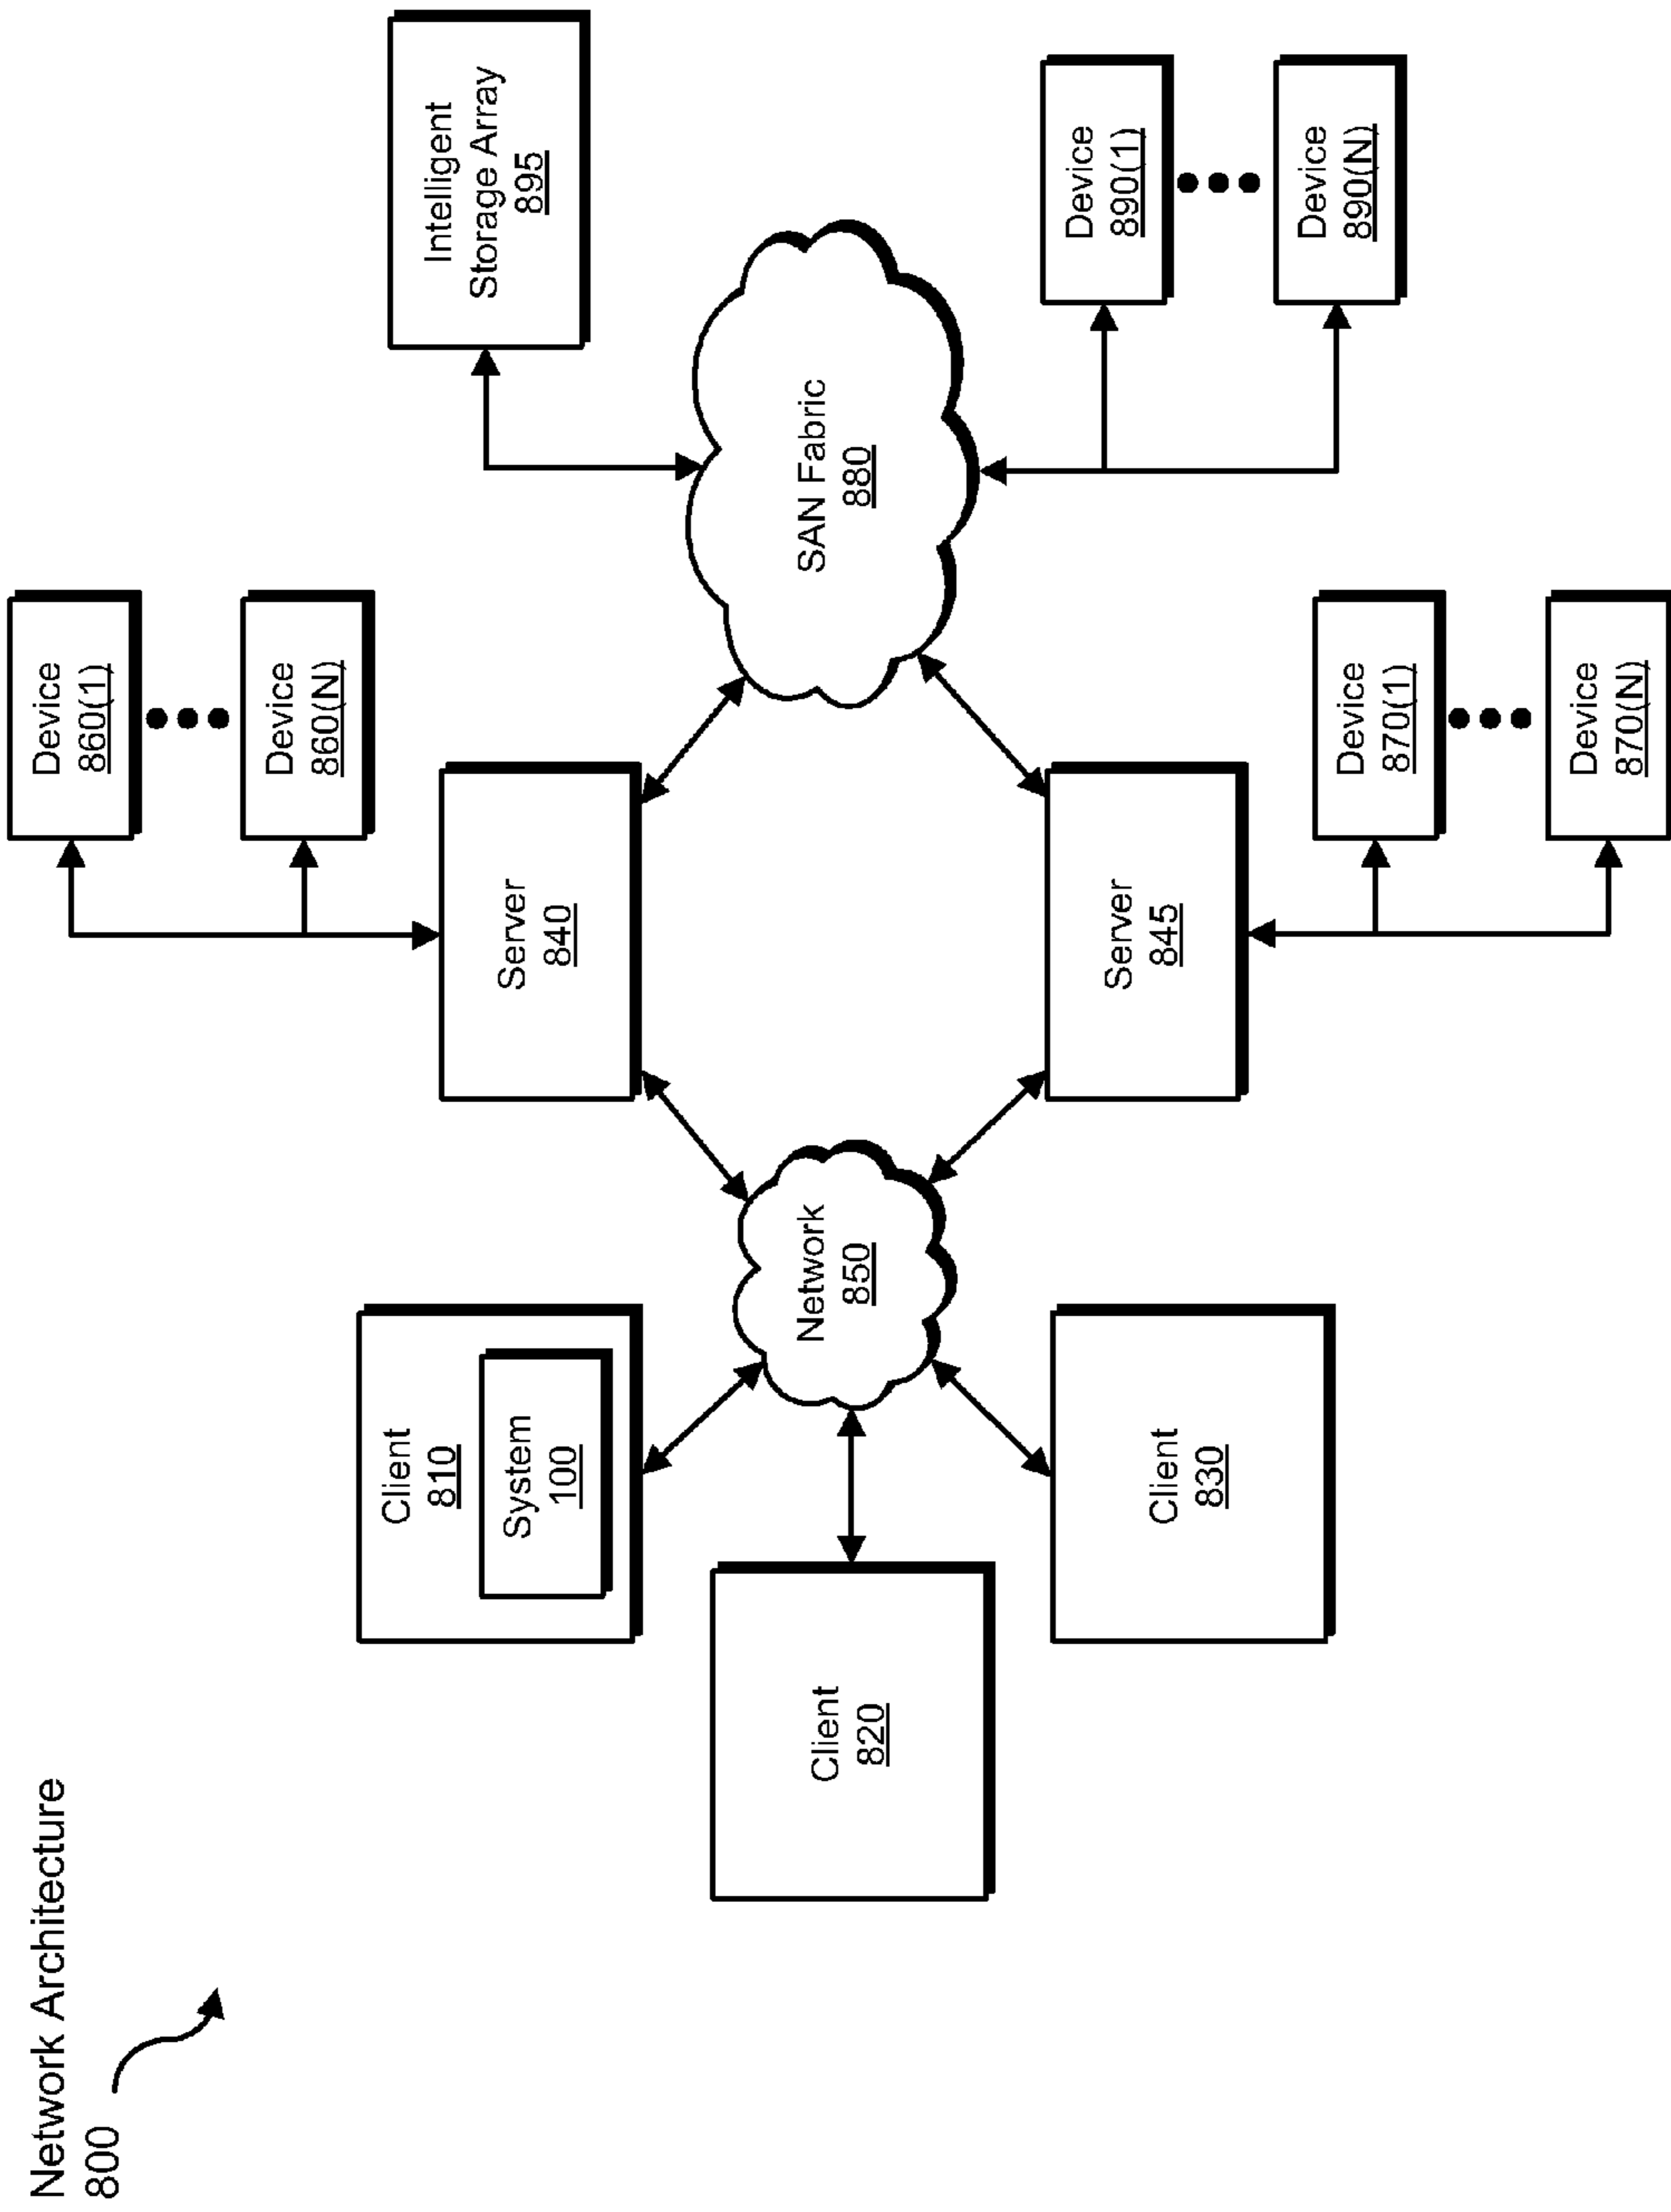 Network Architecture
800
Client
810
System
100
Client
820
Client
830
Network
850
Server
840
Server
845
Device
860(1)
Device
860(N)
Device
870(1)
Device
870(N)
SAN Fabric
880
Intelligent
Storage Array
895
Device
890(1)
Device
890(N)